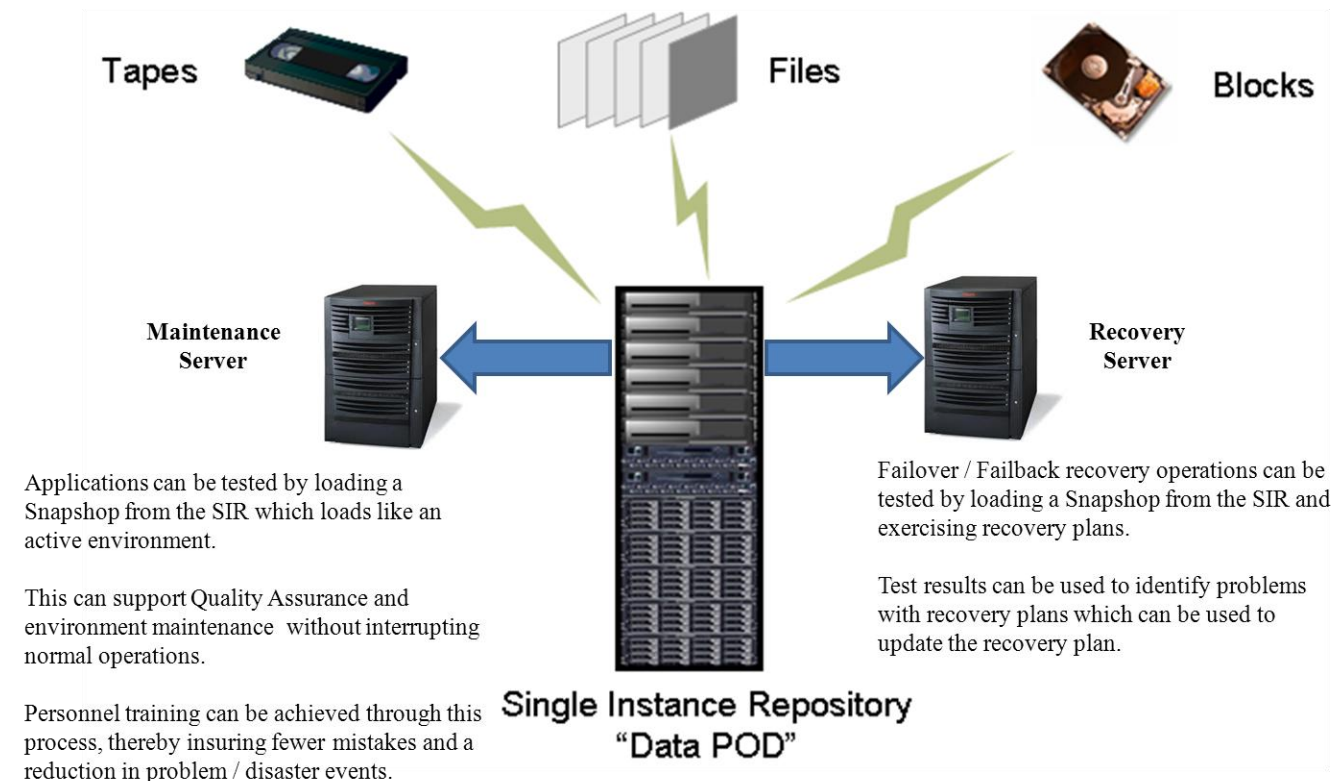 Tapes
Files
Blocks
Maintenance
Server
Recovery
Server
Applications can be tested by loading a
Snapshop from the SIR which loads like an
active environment.
This can support Quality Assurance and
environment maintenance without interrupting
normal operations.
Personnel training can be achieved through this
process, thereby insuring fewer mistakes and a
reduction in problem / disaster events.
Failover / Failback recovery operations can be
tested by loading a Snapshop from the SIR and
exercising recovery plans.
Test results can be used to identify problems
with recovery plans which can be used to
update the recovery plan.
Single Instance Repository
“Data POD”